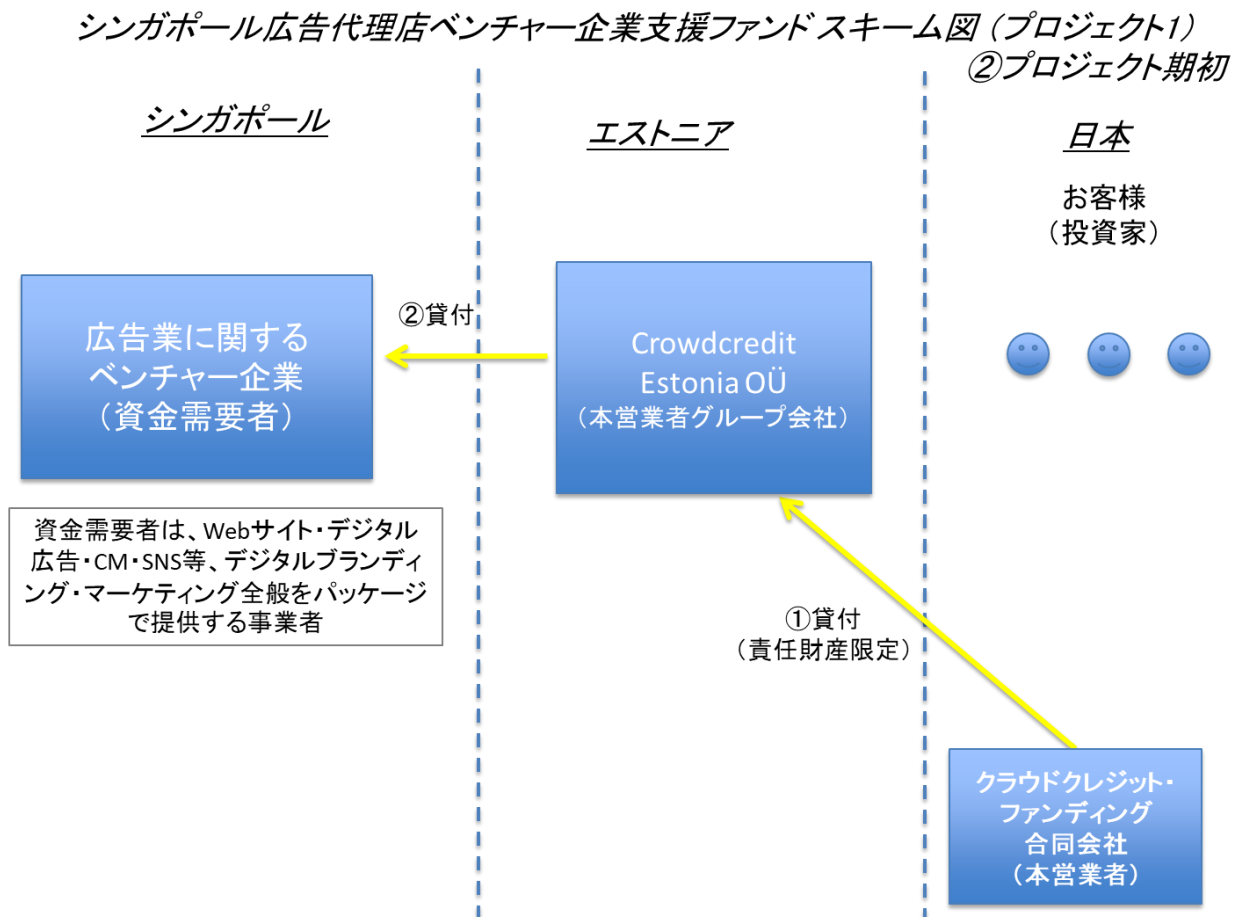 シンガポール広告代理店ベンチャー企業支援ファンド スキーム図（プロジェクト1）
②プロジェクト期初
シンガポール
エストニア
日本
お客様
（投資家）
広告業に関する
ベンチャー企業
（資金需要者）
②貸付
Crowdcredit
Estonia OÜ
（本営業者グループ会社）
資金需要者は、Webサイト・デジタル
広告・CM・SNS等、デジタルブランディ
ング・マーケティング全般をパッケージ
で提供する事業者
①貸付
（責任財産限定）
クラウドクレジット・
ファンディング
合同会社
（本営業者）